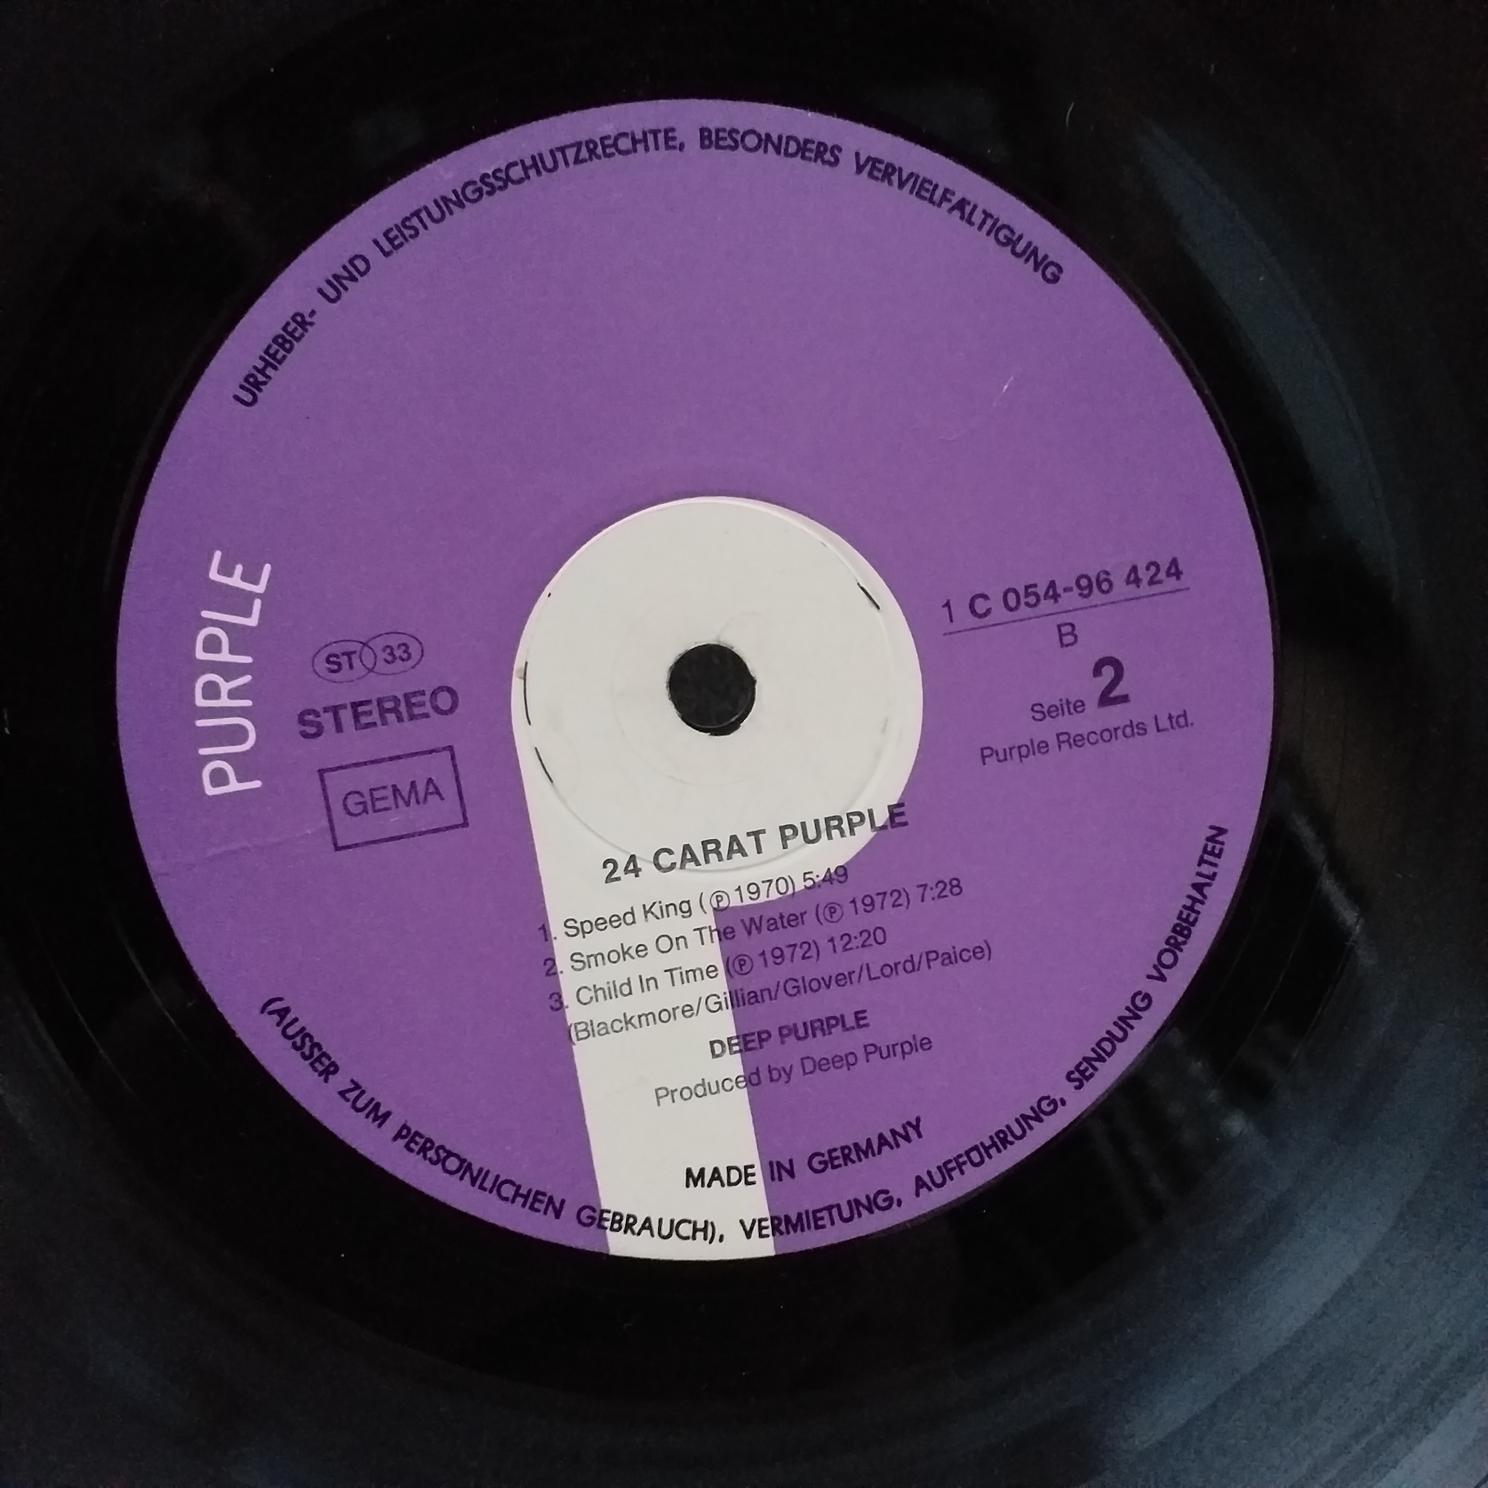 URHEBER- UND LEISTUNGSSCHUTZRECHTE, BESONDERS VERVIELFÄLTIGUNG
PURPLE
ST 33
STEREO
GEMA
1 C 054-96 424
B
Seite 2
Purple Records Ltd.
24 CARAT PURPLE
1. Speed King (℗ 1970) 5:49
2. Smoke On The Water (℗ 1972) 7:28
3. Child In Time (℗ 1972) 12:20
(Blackmore/Gillian/Glover/Lord/Paice)
DEEP PURPLE
Produced by Deep Purple
MADE IN GERMANY
(AUSSER ZUM PERSÖNLICHEN GEBRAUCH), VERMIETUNG, AUFFÜHRUNG, SENDUNG VORBEHALTEN